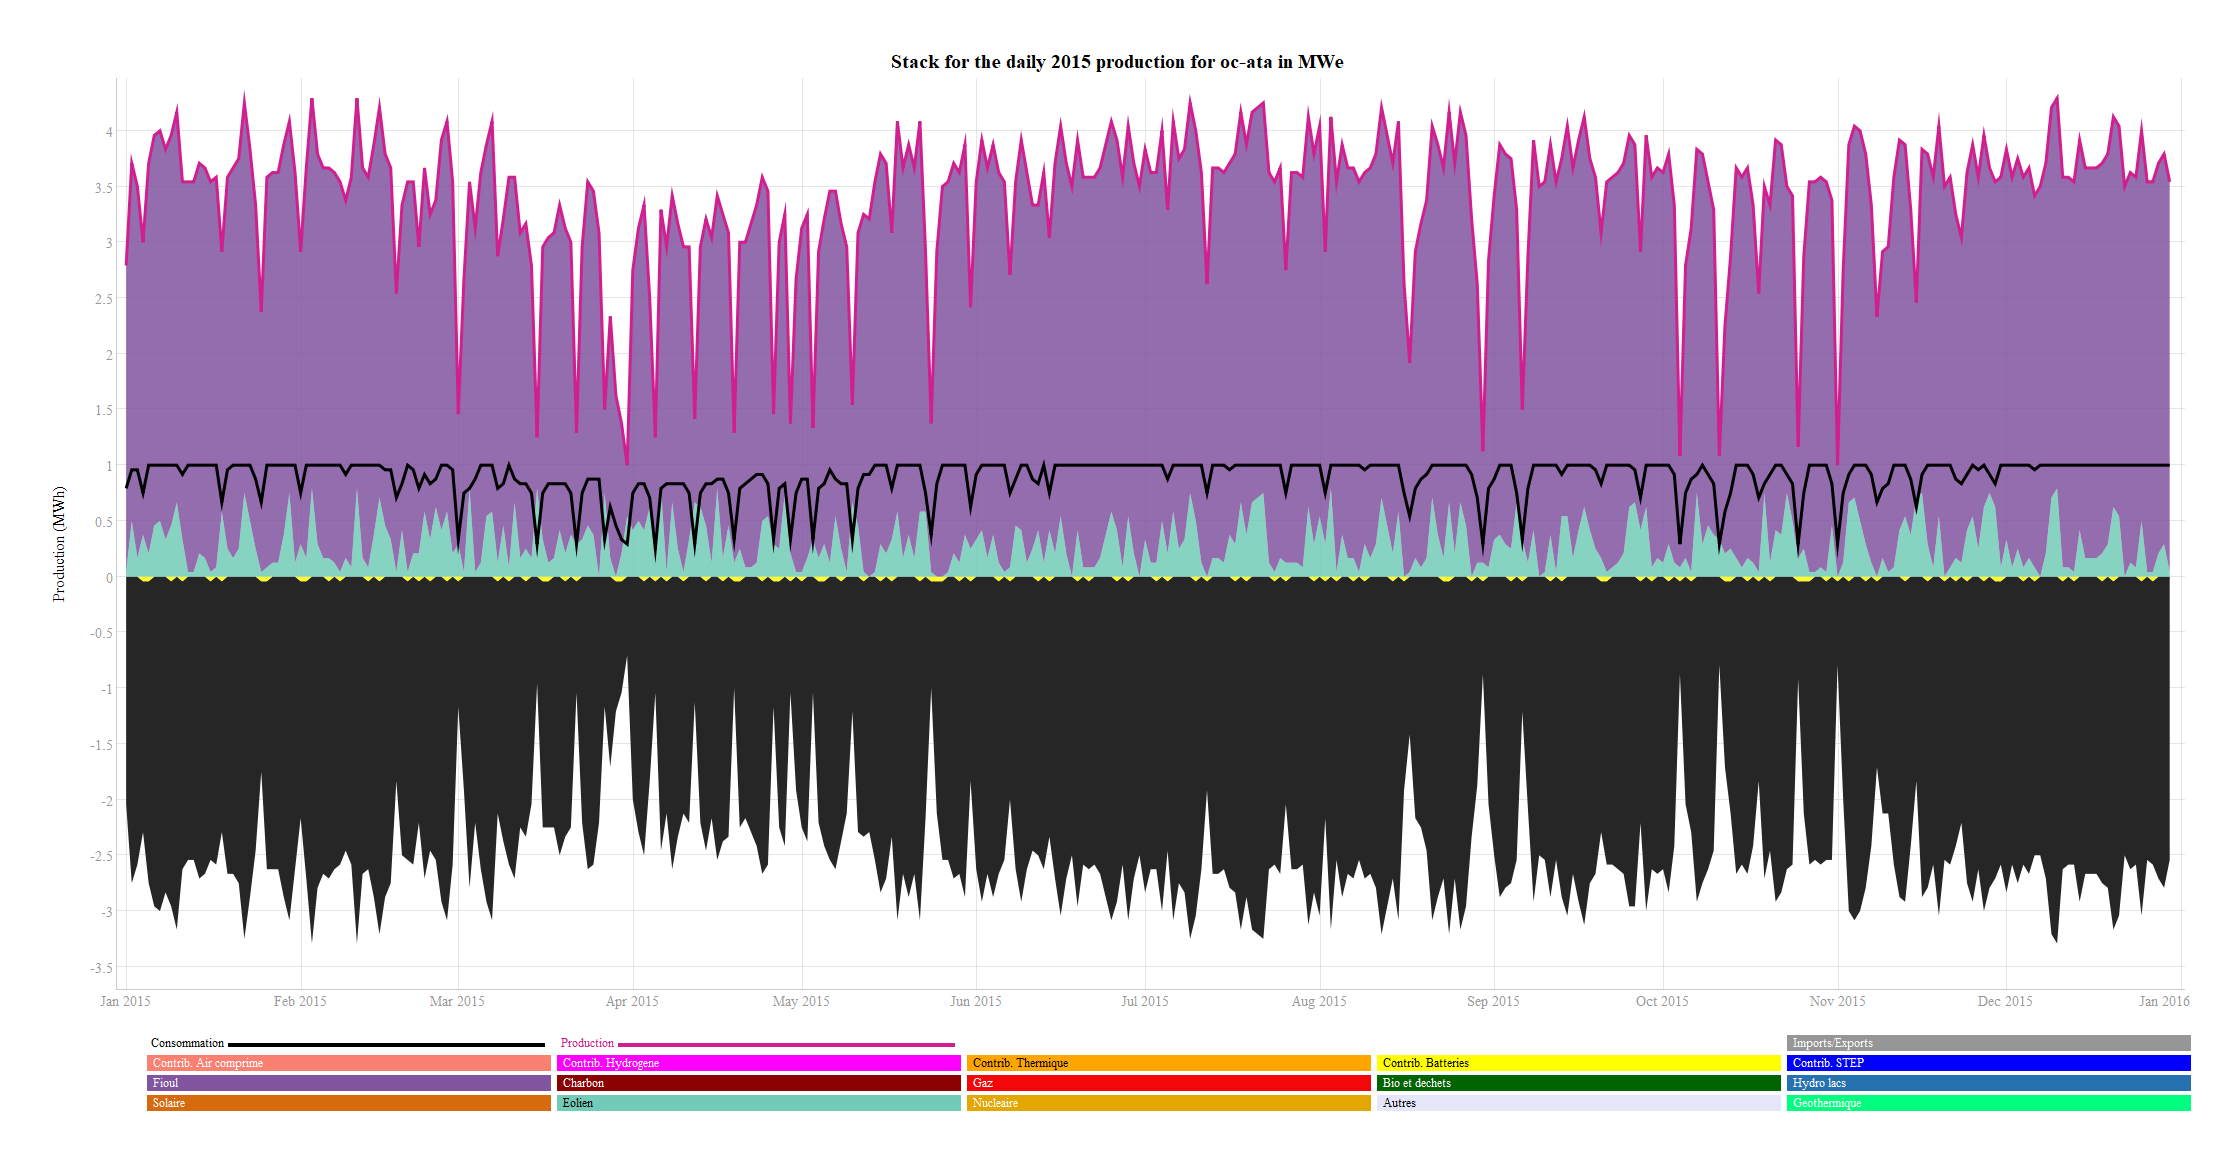 Stack for the daily 2015 production for oc-ata in MWe
Production (MWh)
4
3.5
3
2.5
2
1.5
1
0.5
0
-0.5
-1
-1.5
-2
-2.5
-3
-3.5
Jan 2015 Feb 2015 Mar 2015 Apr 2015 May 2015 Jun 2015 Jul 2015 Aug 2015 Sep 2015 Oct 2015 Nov 2015 Dec 2015 Jan 2016
Consommation Production Imports/Exports
Contrib. Air comprime Contrib. Hydrogene Contrib. Thermique Contrib. Batteries Contrib. STEP
Fioul Charbon Gaz Bio et dechets Hydro lacs
Solaire Eolien Nucleaire Autres Geothermique